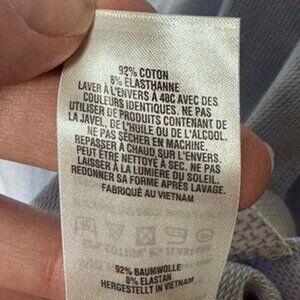 92% COTON
8% ELASTHANNE
LAVER À L'ENVERS À 40C AVEC DES
COULEURS IDENTIQUES. NE PAS
UTILISER DE PRODUITS CONTENANT DE
LA JAVEL, DE L'HUILE OU DE L'ALCOOL.
NE PAS SÉCHER EN MACHINE.
REPASSER À CHAUD SUR L'ENVERS.
PEUT ÊTRE NETTOYÉ À SEC. NE PAS
LAISSER À LA LUMIÈRE DU SOLEIL.
REDONNER SA FORME APRÈS LAVAGE.
FABRIQUÉ AU VIETNAM
92% BAUMWOLLE
8% ELASTAN
HERGESTELLT IN VIETNAM